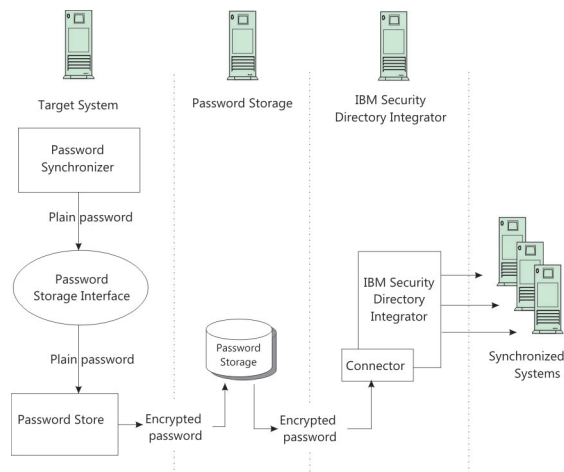 Target System
Password Storage
IBM Security
Directory Integrator
Password
Synchronizer
Plain password
Password
Storage Interface
Plain password
Password Store
Encrypted
password
Password
Storage
Encrypted
password
IBM Security
Directory
Integrator
Connector
Synchronized
Systems